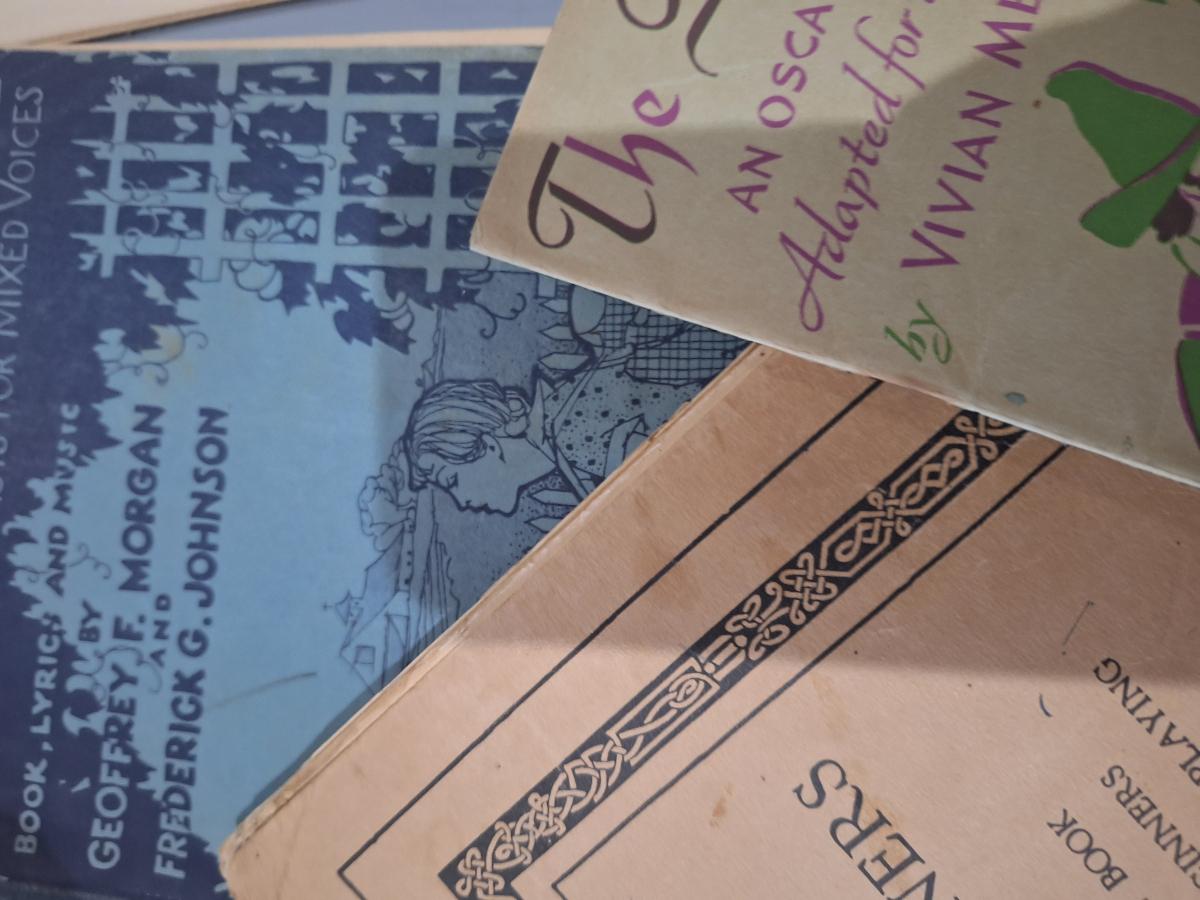 FOR MIXED VOICES
BOOK, LYRICS AND MUSIC
BY
GEOFFREY F. MORGAN
AND
FREDERICK G. JOHNSON
The
AN OSCA
Adapted for
by VIVIAN ME
NERS
BOOK
GINNERS
PLAYING